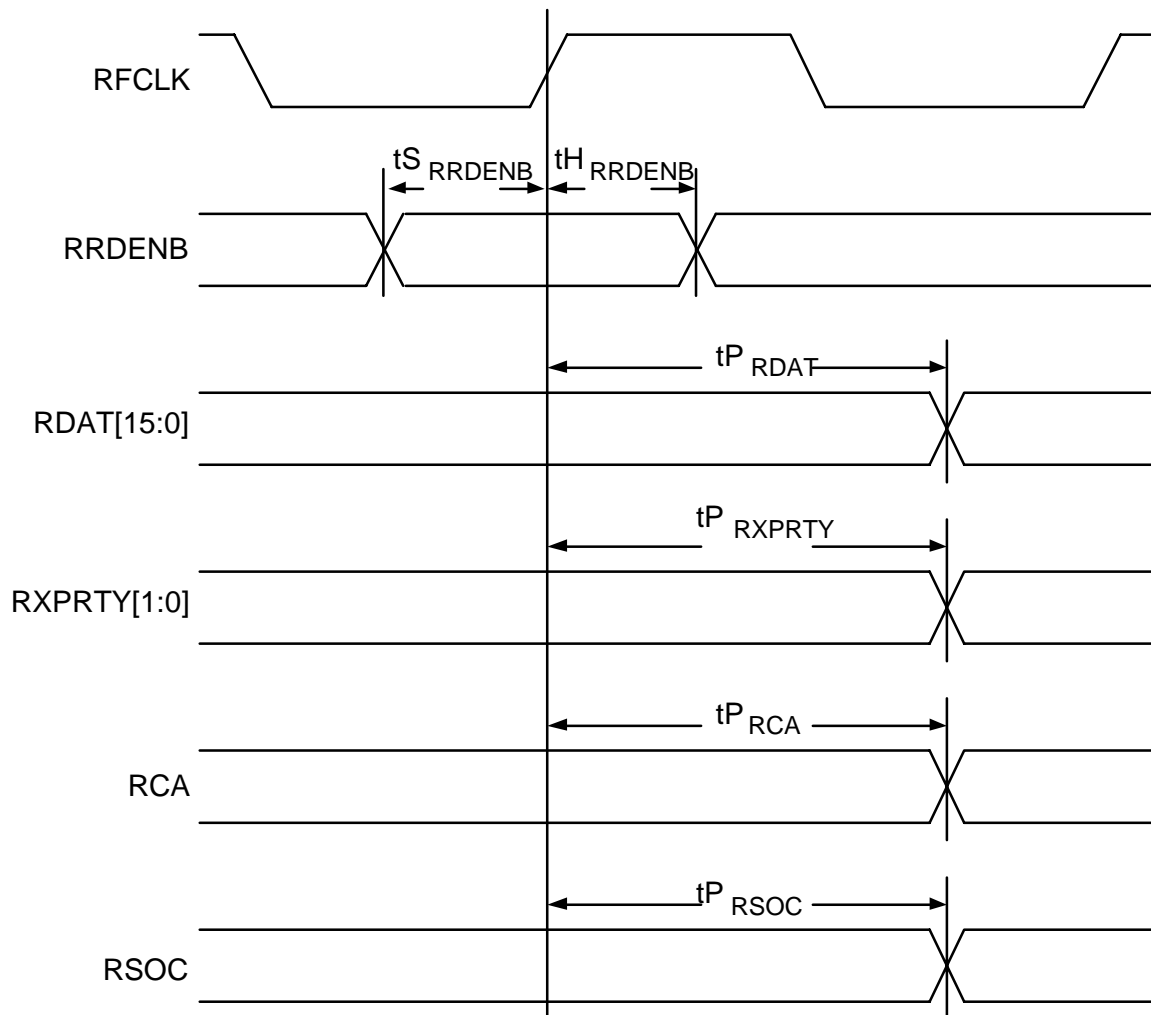 RFCLK
tS RRDENB tH RRDENB
RRDENB
tP RDAT
RDAT[15:0]
tP RXPRTY
RXPRTY[1:0]
tP RCA
RCA
tP RSOC
RSOC